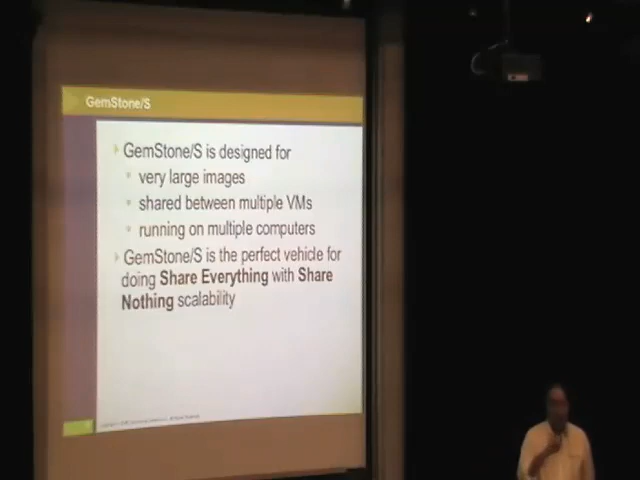 GemStone/S
GemStone/S is designed for
very large images
shared between multiple VMs
running on multiple computers
GemStone/S is the perfect vehicle for
doing Share Everything with Share
Nothing scalability